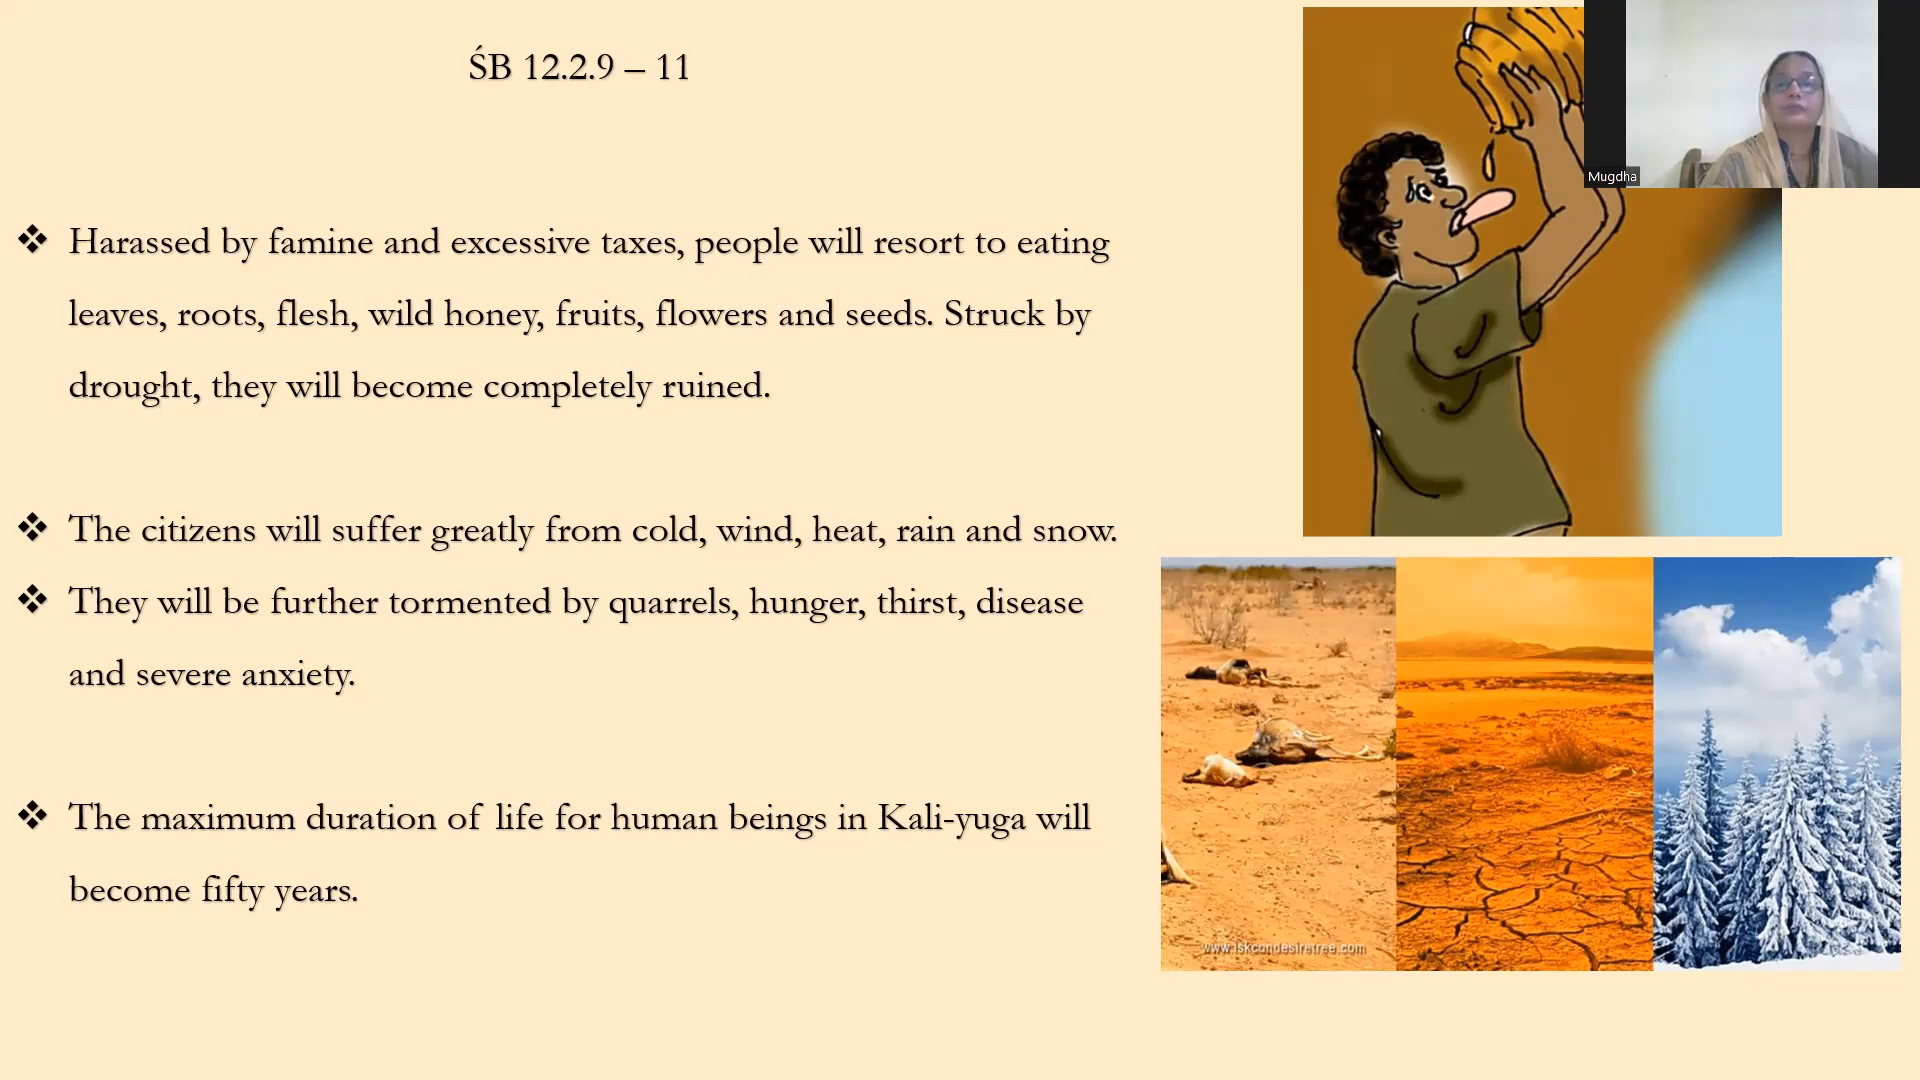 ŚB 12.2.9 – 11
Mugdha
❖ Harassed by famine and excessive taxes, people will resort to eating
leaves, roots, flesh, wild honey, fruits, flowers and seeds. Struck by
drought, they will become completely ruined.
❖ The citizens will suffer greatly from cold, wind, heat, rain and snow.
❖ They will be further tormented by quarrels, hunger, thirst, disease
and severe anxiety.
❖ The maximum duration of life for human beings in Kali-yuga will
become fifty years.
www.iskcondesiretree.com